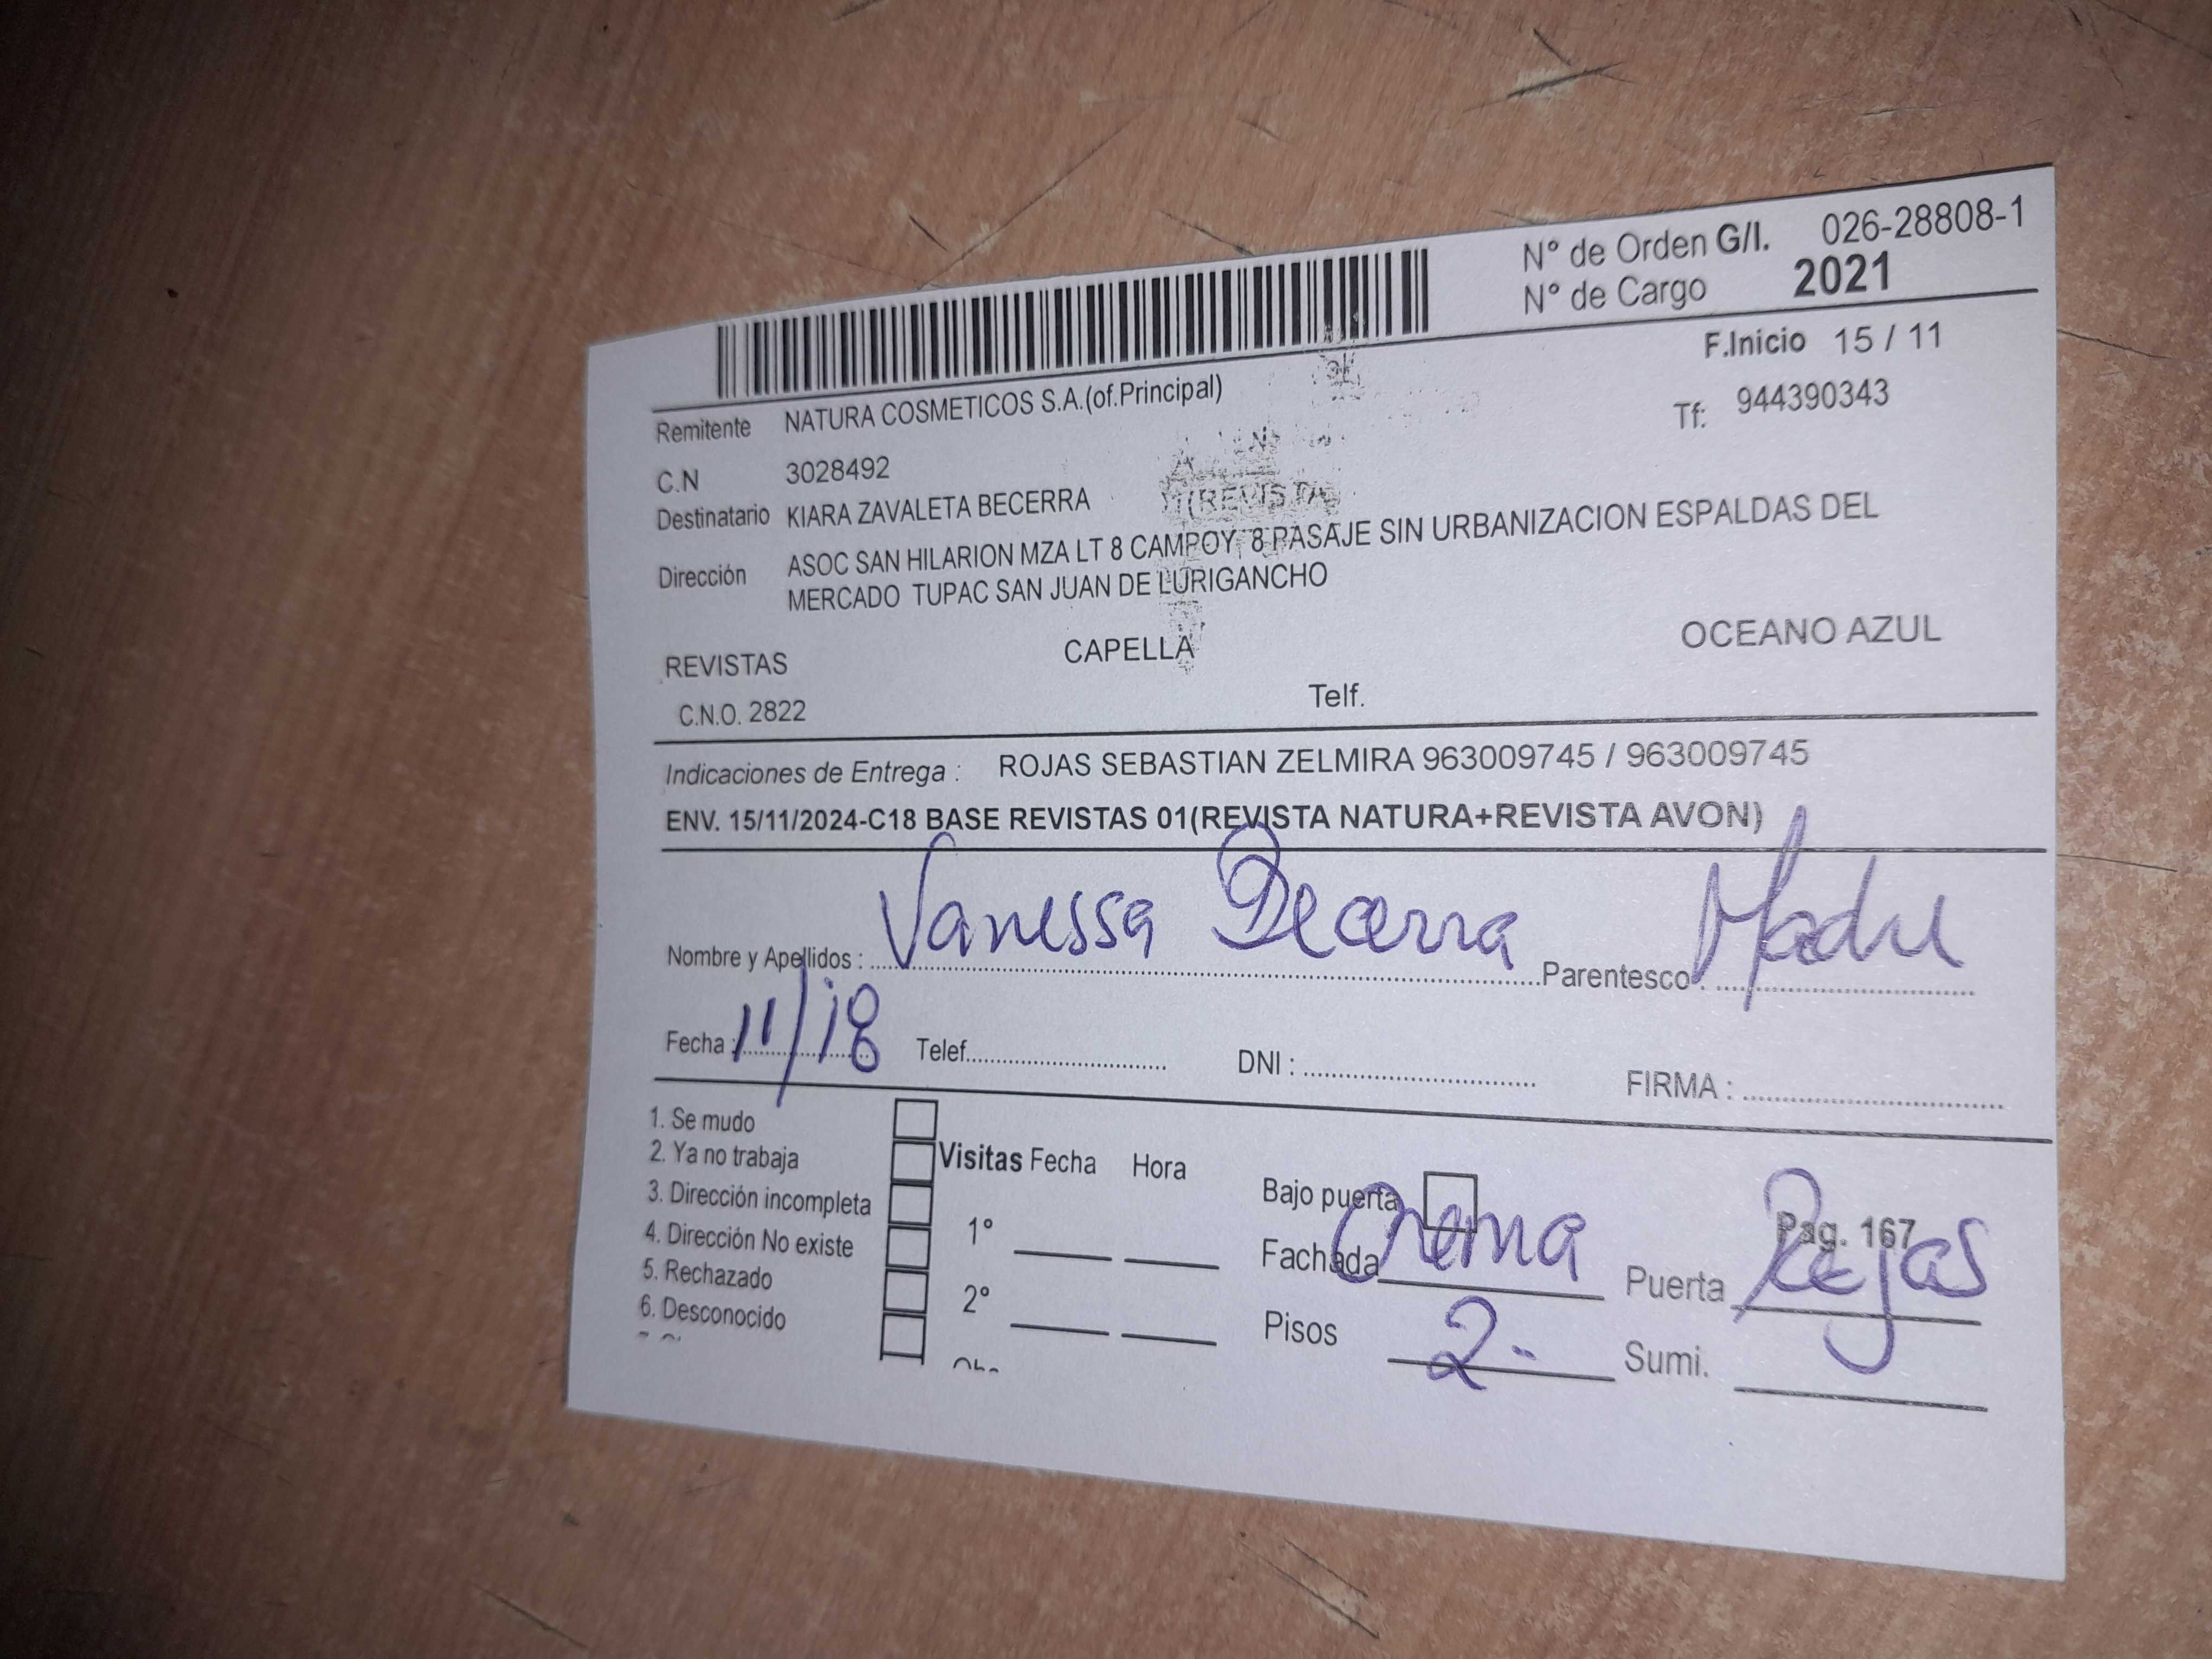 N° de Orden G/I. 026-28808-1
N° de Cargo 2021
F.Inicio 15 / 11
Remitente NATURA COSMETICOS S.A.(of.Principal)
Tf: 944390343
C.N 3028492
Destinatario KIARA ZAVALETA BECERRA
Dirección ASOC SAN HILARION MZA LT 8 CAMPOY, 8 PASAJE SIN URBANIZACION ESPALDAS DEL
MERCADO TUPAC SAN JUAN DE LURIGANCHO
REVISTAS CAPELLA OCEANO AZUL
C.N.O. 2822 Telf.
Indicaciones de Entrega : ROJAS SEBASTIAN ZELMIRA 963009745 / 963009745
ENV. 15/11/2024-C18 BASE REVISTAS 01(REVISTA NATURA+REVISTA AVON)
Nombre y Apellidos : Vanessa Becerra Parentesco : Madre
Fecha : 11/18 Telef. DNI : FIRMA :
1. Se mudo
2. Ya no trabaja
3. Dirección incompleta
4. Dirección No existe
5. Rechazado
6. Desconocido
Visitas Fecha Hora
1°
2°
Bajo puerta
Pag. 167
Fachada Crema Puerta Rejas
Pisos 2 Sumi.